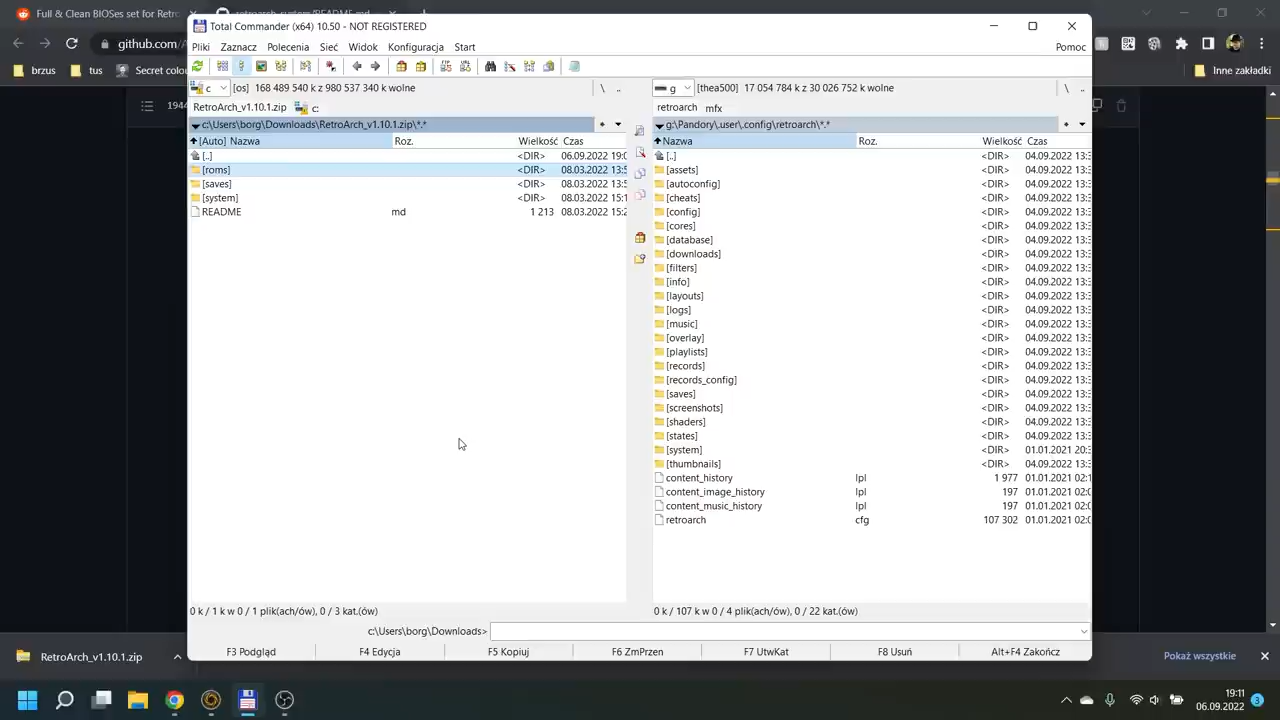 Full & Clean BIOSes set for RetroA
Total Commander (x64) 10.50 - NOT REGISTERED
Pliki Zaznacz Polecenia Sieć Widok Konfiguracja Start Pomoc
github.com/
brzus tut Secret color Inne zakładki
c [os] 168 489 540 k z 980 537 340 k wolne \ ..
g [thea500] 17 054 784 k z 30 026 752 k wolne \ ..
RetroArch_v1.10.1.zip c:
retroarch mfx
1944
c:\Users\borg\Downloads\RetroArch_v1.10.1.zip\*.* *
g:\Pandory\.user\.config\retroarch\*.* *
[Auto] Nazwa Roz. Wielkość Czas
[..] <DIR> 06.09.2022 19:0
[roms] <DIR> 08.03.2022 13:5
[saves] <DIR> 08.03.2022 13:5
[system] <DIR> 08.03.2022 15:1
README md 1 213 08.03.2022 15:2
Nazwa Roz. Wielkość Czas
[..] <DIR> 04.09.2022 13:3
[assets] <DIR> 04.09.2022 13:3
[autoconfig] <DIR> 04.09.2022 13:3
[cheats] <DIR> 04.09.2022 13:3
[config] <DIR> 04.09.2022 13:3
[cores] <DIR> 04.09.2022 13:3
[database] <DIR> 04.09.2022 13:3
[downloads] <DIR> 04.09.2022 13:3
[filters] <DIR> 04.09.2022 13:3
[info] <DIR> 04.09.2022 13:3
[layouts] <DIR> 04.09.2022 13:3
[logs] <DIR> 04.09.2022 13:3
[music] <DIR> 04.09.2022 13:3
[overlay] <DIR> 04.09.2022 13:3
[playlists] <DIR> 04.09.2022 13:3
[records] <DIR> 04.09.2022 13:3
[records_config] <DIR> 04.09.2022 13:3
[saves] <DIR> 04.09.2022 13:3
[screenshots] <DIR> 04.09.2022 13:3
[shaders] <DIR> 04.09.2022 13:3
[states] <DIR> 04.09.2022 13:3
[system] <DIR> 01.01.2021 20:3
[thumbnails] <DIR> 04.09.2022 13:3
content_history lpl 1 977 01.01.2021 02:1
content_image_history lpl 197 01.01.2021 02:0
content_music_history lpl 197 01.01.2021 02:0
retroarch cfg 107 302 01.01.2021 02:0
0 k / 1 k w 0 / 1 plik(ach/ów), 0 / 3 kat.(ów)
0 k / 107 k w 0 / 4 plik(ach/ów), 0 / 22 kat.(ów)
c:\Users\borg\Downloads>
F3 Podgląd F4 Edycja F5 Kopiuj F6 ZmPrzen F7 UtwKat F8 Usuń Alt+F4 Zakończ
RetroArch_v1.10.1.zip Pokaż wszystkie
19:11
06.09.2022 3